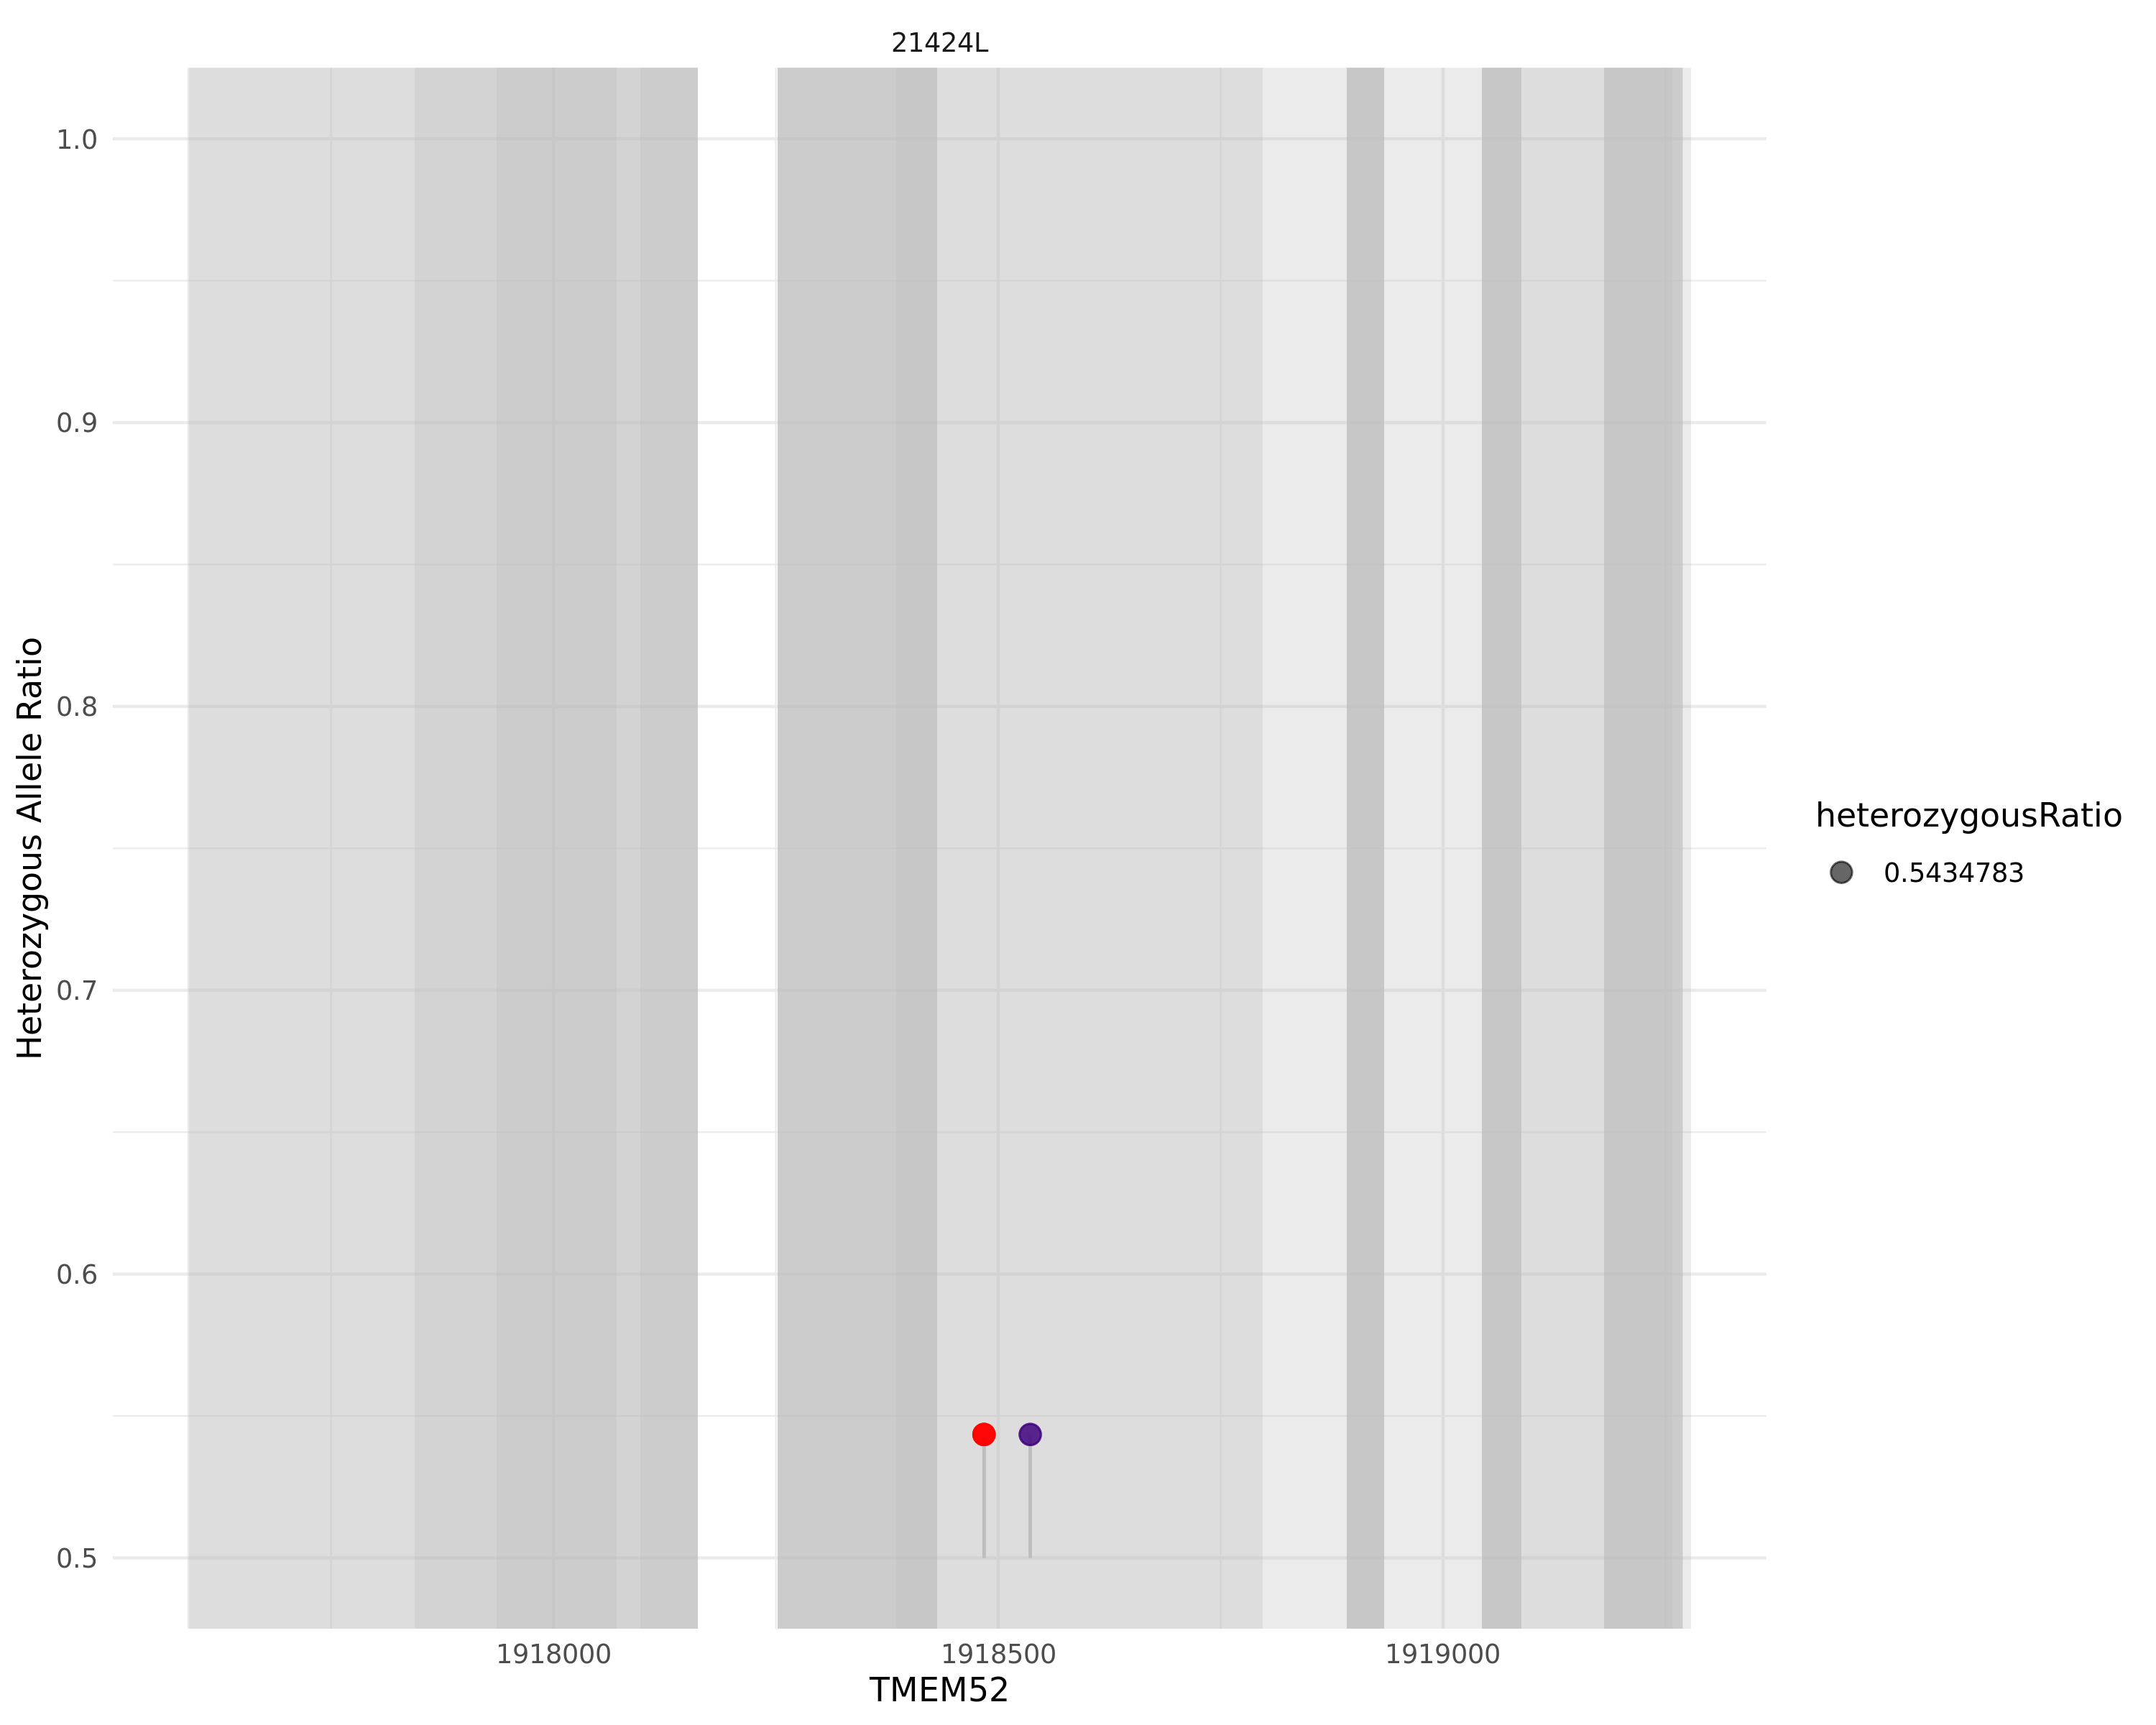 21424L
1.0
0.9
0.8
0.7
0.6
0.5
Heterozygous Allele Ratio
1918000 1918500 1919000
TMEM52
heterozygousRatio
0.5434783